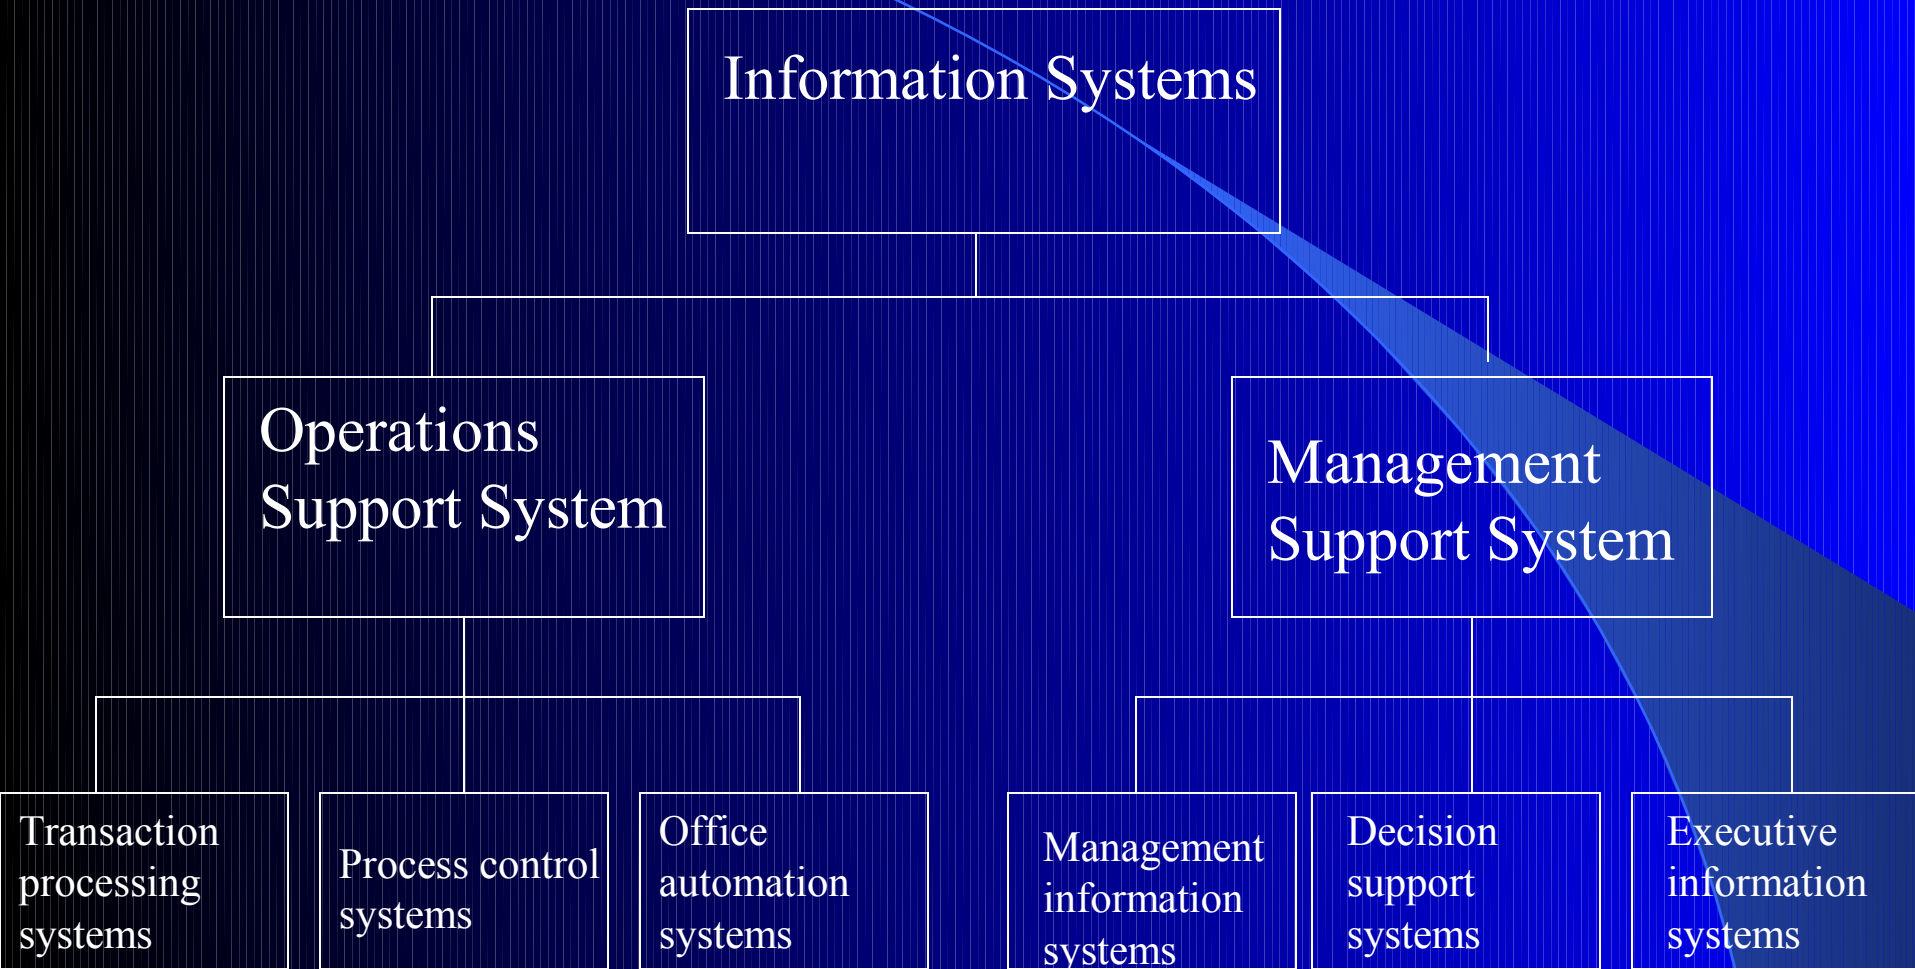 Information Systems
Operations
Support System
Management
Support System
Transaction
processing
systems
Process control
systems
Office
automation
systems
Management
information
systems
Decision
support
systems
Executive
information
systems